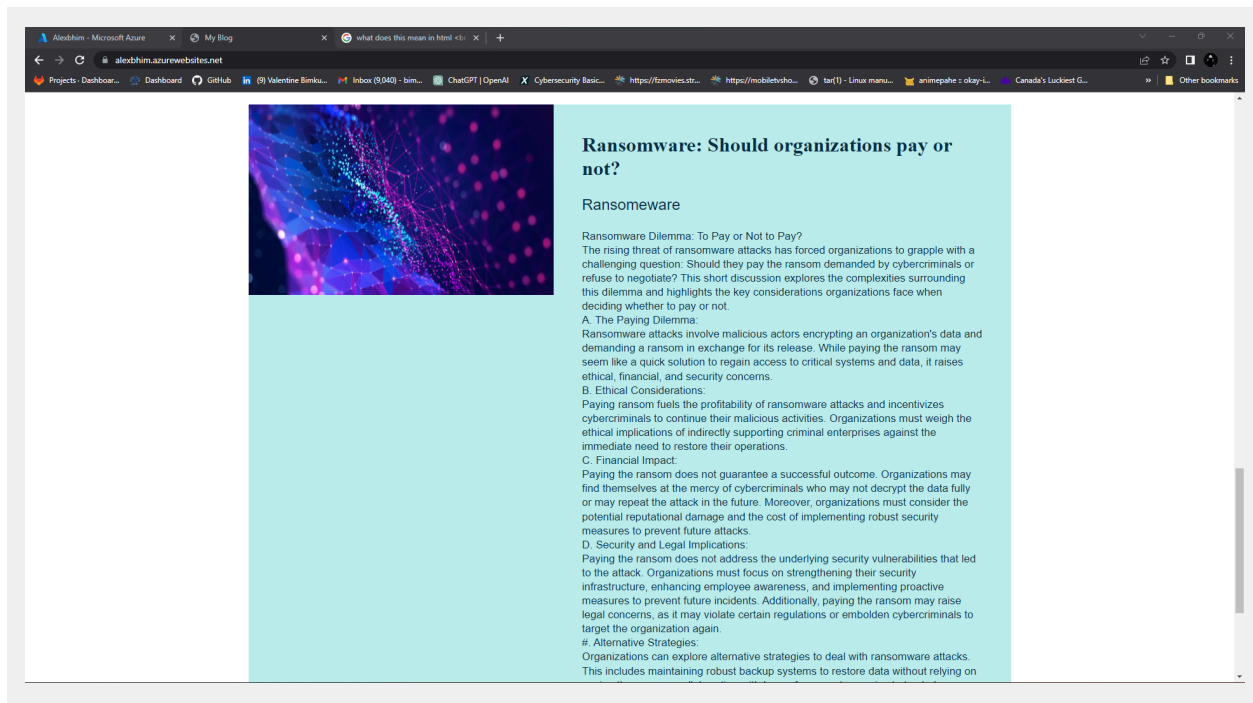 Alexbhim - Microsoft Azure
My Blog
what does this mean in html <b
alexbhim.azurewebsites.net
Projects - Dashboar...
Dashboard
GitHub
(9) Valentine Bimku...
Inbox (9,040) - bim...
ChatGPT | OpenAI
Cybersecurity Basic...
https://fzmovies.str...
https://mobiletvsho...
tar(1) - Linux manu...
animepahe :: okay-i...
Canada's Luckiest G...
Other bookmarks
Ransomware: Should organizations pay or
not?
Ransomeware
Ransomware Dilemma: To Pay or Not to Pay?
The rising threat of ransomware attacks has forced organizations to grapple with a
challenging question: Should they pay the ransom demanded by cybercriminals or
refuse to negotiate? This short discussion explores the complexities surrounding
this dilemma and highlights the key considerations organizations face when
deciding whether to pay or not.
A. The Paying Dilemma:
Ransomware attacks involve malicious actors encrypting an organization's data and
demanding a ransom in exchange for its release. While paying the ransom may
seem like a quick solution to regain access to critical systems and data, it raises
ethical, financial, and security concerns.
B. Ethical Considerations:
Paying ransom fuels the profitability of ransomware attacks and incentivizes
cybercriminals to continue their malicious activities. Organizations must weigh the
ethical implications of indirectly supporting criminal enterprises against the
immediate need to restore their operations.
C. Financial Impact:
Paying the ransom does not guarantee a successful outcome. Organizations may
find themselves at the mercy of cybercriminals who may not decrypt the data fully
or may repeat the attack in the future. Moreover, organizations must consider the
potential reputational damage and the cost of implementing robust security
measures to prevent future attacks.
D. Security and Legal Implications:
Paying the ransom does not address the underlying security vulnerabilities that led
to the attack. Organizations must focus on strengthening their security
infrastructure, enhancing employee awareness, and implementing proactive
measures to prevent future incidents. Additionally, paying the ransom may raise
legal concerns, as it may violate certain regulations or embolden cybercriminals to
target the organization again.
#. Alternative Strategies:
Organizations can explore alternative strategies to deal with ransomware attacks.
This includes maintaining robust backup systems to restore data without relying on